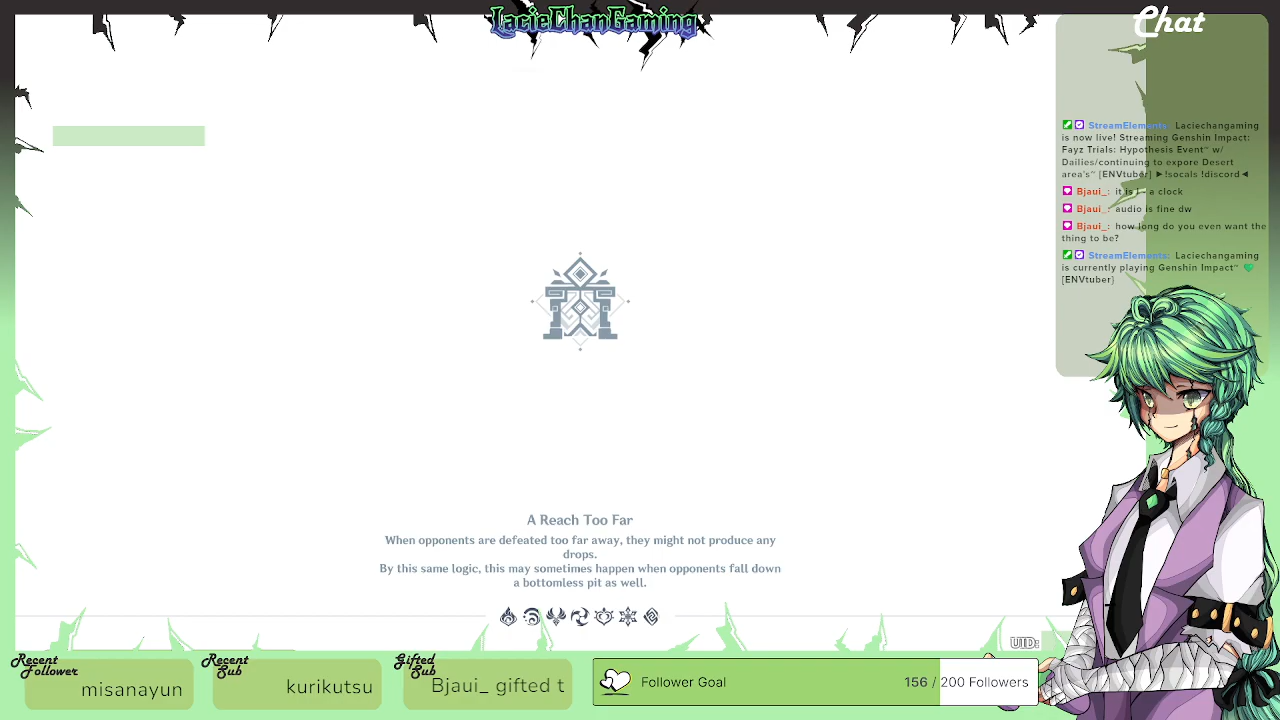 LacieChanGaming
Chat
StreamElements: Laciechangaming
is now live! Streaming Genshin Impact:
Fayz Trials: Hypothesis Event~ w/
Dailies/continuing to expore Desert
area's~ [ENVtuber] ►!socals !discord◄
Bjaui_: it is I - a clock
Bjaui_: audio is fine dw
Bjaui_: how long do you even want the
thing to be?
StreamElements: Laciechangaming
is currently playing Genshin Impact~ 💚
[ENVtuber]
A Reach Too Far
When opponents are defeated too far away, they might not produce any
drops.
By this same logic, this may sometimes happen when opponents fall down
a bottomless pit as well.
UID:
Recent
Follower
misanayun
Recent
Sub
kurikutsu
Gifted
Sub
Bjaui_ gifted t
Follower Goal
156 / 200 Followers